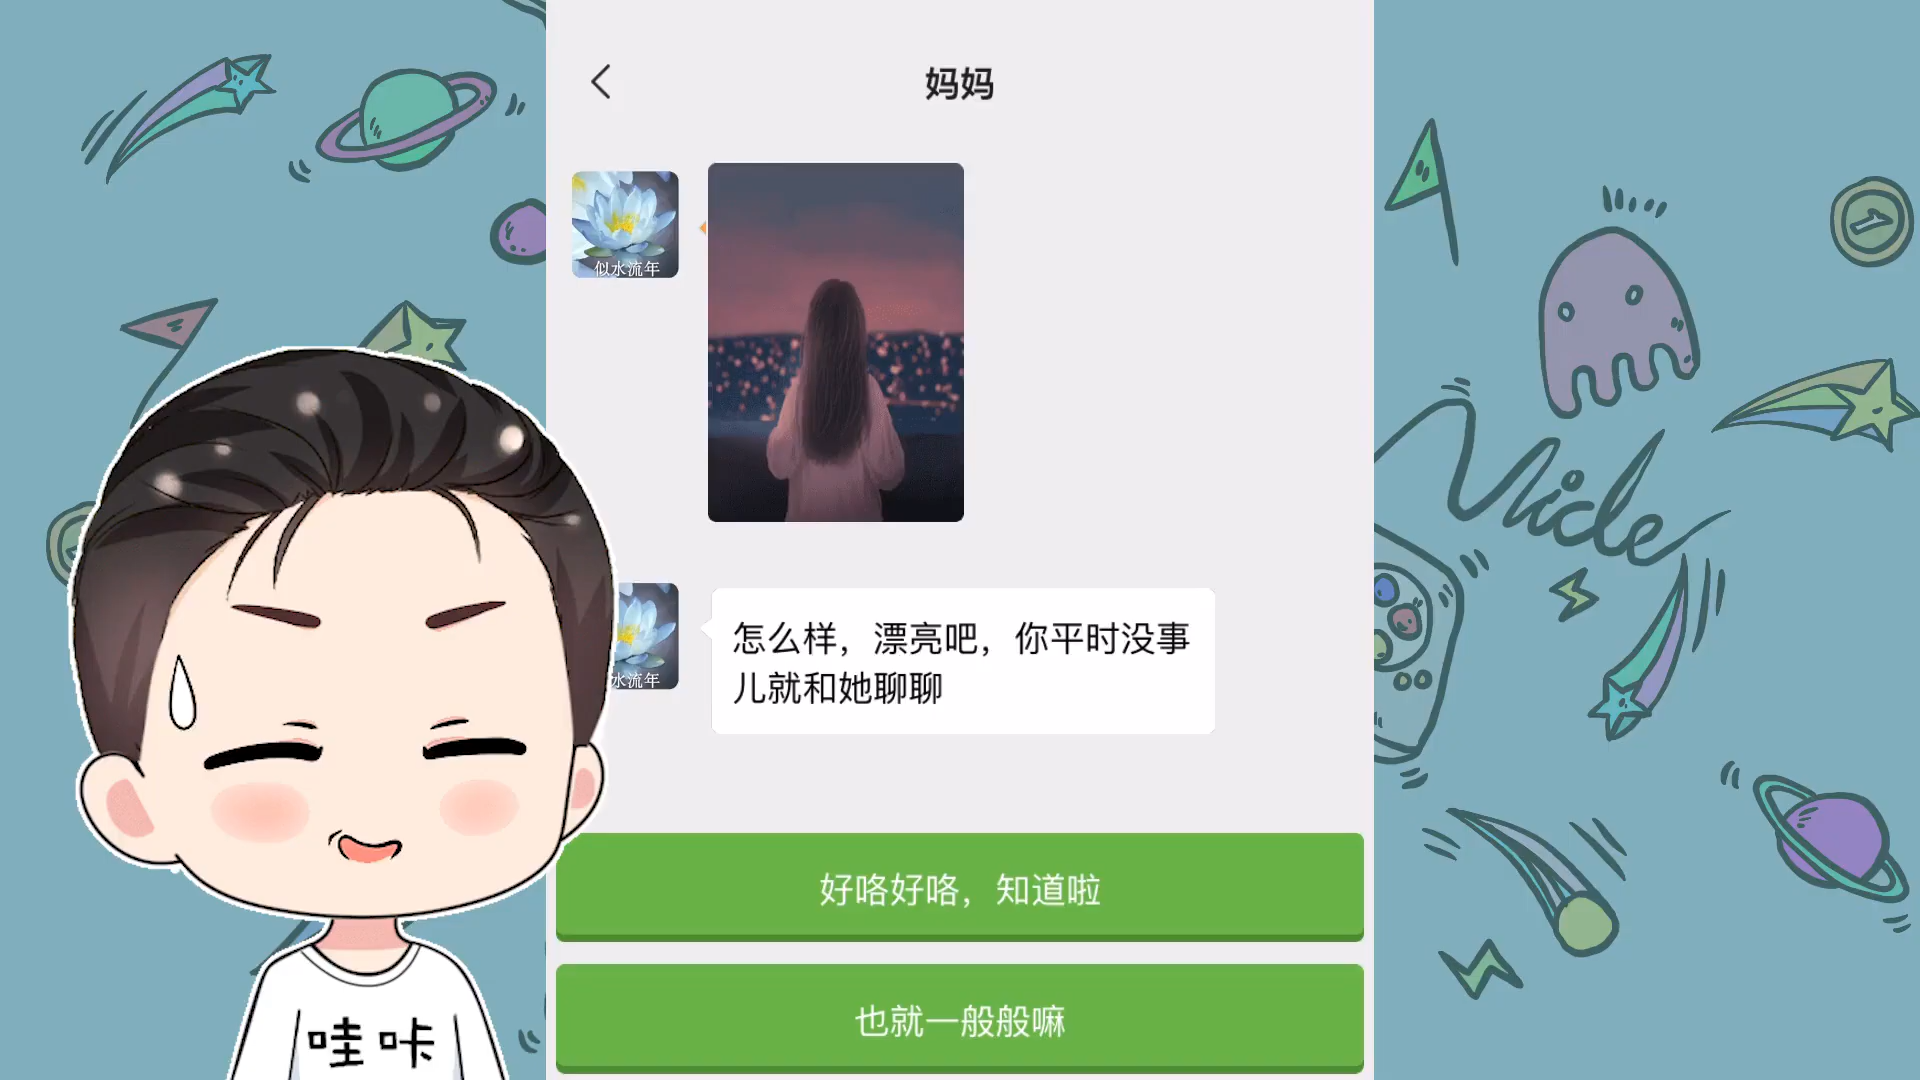 妈妈
似水流年
怎么样，漂亮吧，你平时没事
儿就和她聊聊
水流年
好咯好咯，知道啦
也就一般般嘛
哇咔